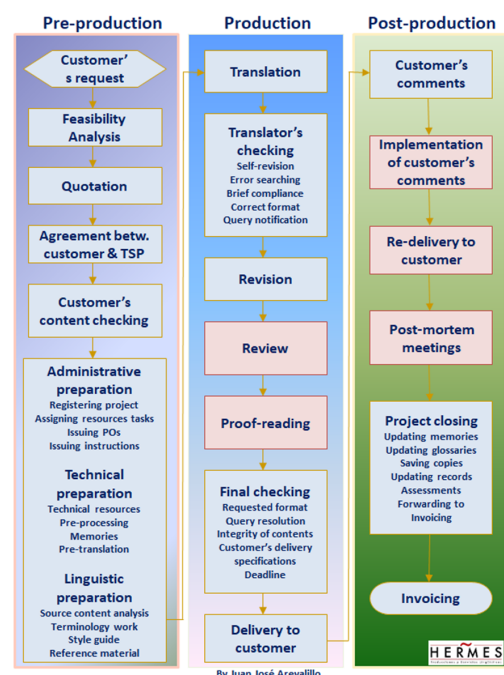 Pre-production
Customer'
s request
Feasibility
Analysis
Quotation
Agreement betw.
customer & TSP
Customer's
content checking
Administrative
preparation
Registering project
Assigning resources tasks
Issuing POs
Issuing instructions
Technical
preparation
Technical resources
Pre-processing
Memories
Pre-translation
Linguistic
preparation
Source content analysis
Terminology work
Style guide
Reference material
Production
Translation
Translator's
checking
Self-revision
Error searching
Brief compliance
Correct format
Query notification
Revision
Review
Proof-reading
Final checking
Requested format
Query resolution
Integrity of contents
Customer's delivery
specifications
Deadline
Delivery to
customer
By Juan José Arevalillo
Post-production
Customer's
comments
Implementation
of customer's
comments
Re-delivery to
customer
Post-mortem
meetings
Project closing
Updating memories
Updating glossaries
Saving copies
Updating records
Assessments
Forwarding to
Invoicing
Invoicing
HERMES